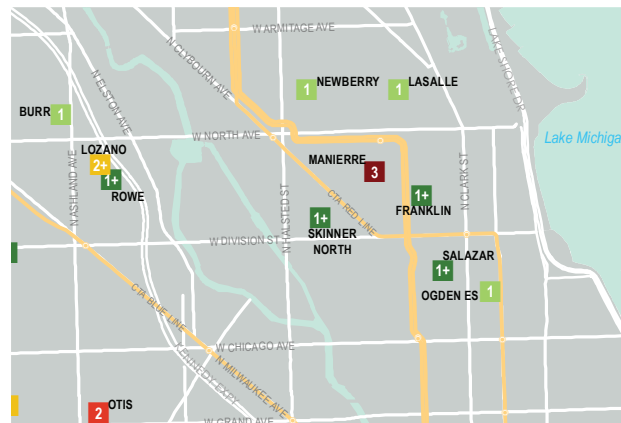 W ARMITAGE AVE
N CLYBOURN AVE
LAKE SHORE DR
N ELSTON AVE
1 NEWBERRY
1 LASALLE
BURR 1
W NORTH AVE
Lake Michiga
LOZANO
2+
MANIERRE
3
1+
ROWE
N ASHLAND AVE
N HALSTED ST
CTA RED LINE
N CLARK ST
1+
FRANKLIN
1+
SKINNER
NORTH
W DIVISION ST
SALAZAR
1+
OGDEN ES 1
CTA BLUE LINE
KENNEDY EXPY
W CHICAGO AVE
N MILWAUKEE AVE
2 OTIS
W GRAND AVE